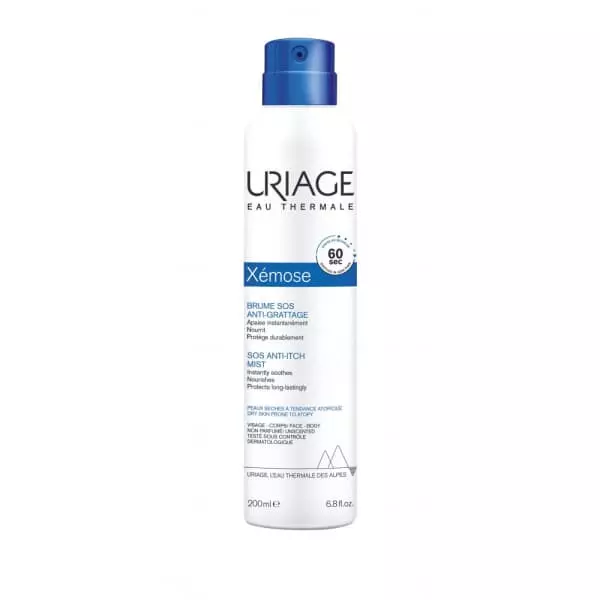 URIAGE
EAU THERMALE
60
sec
Xémose
BRUME SOS
ANTI-GRATTAGE
Apaise instantanément
Nourrit
Protège durablement
SOS ANTI-ITCH
MIST
Instantly soothes
Nourishes
Protects long-lastingly
PEAUX SÈCHES À TENDANCE ATOPIQUE
DRY SKIN PRONE TO ATOPY
VISAGE - CORPS/ FACE - BODY
NON PARFUMÉ/ UNSCENTED
TESTÉ SOUS CONTRÔLE
DERMATOLOGIQUE
URIAGE, L'EAU THERMALE DES ALPES
200ml e 6.8fl.oz.